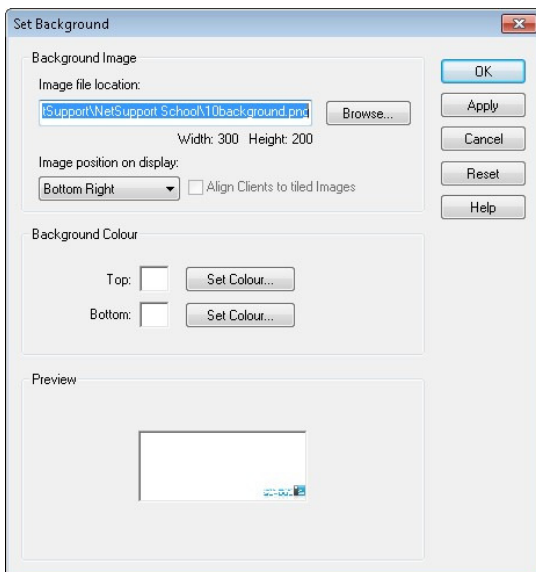 Set Background
Background Image
Image file location:
tSupport\NetSupport School\10background.png
Browse...
Width: 300 Height: 200
Image position on display:
Bottom Right
Align Clients to tiled Images
OK
Apply
Cancel
Reset
Help
Background Colour
Top:
Set Colour...
Bottom:
Set Colour...
Preview